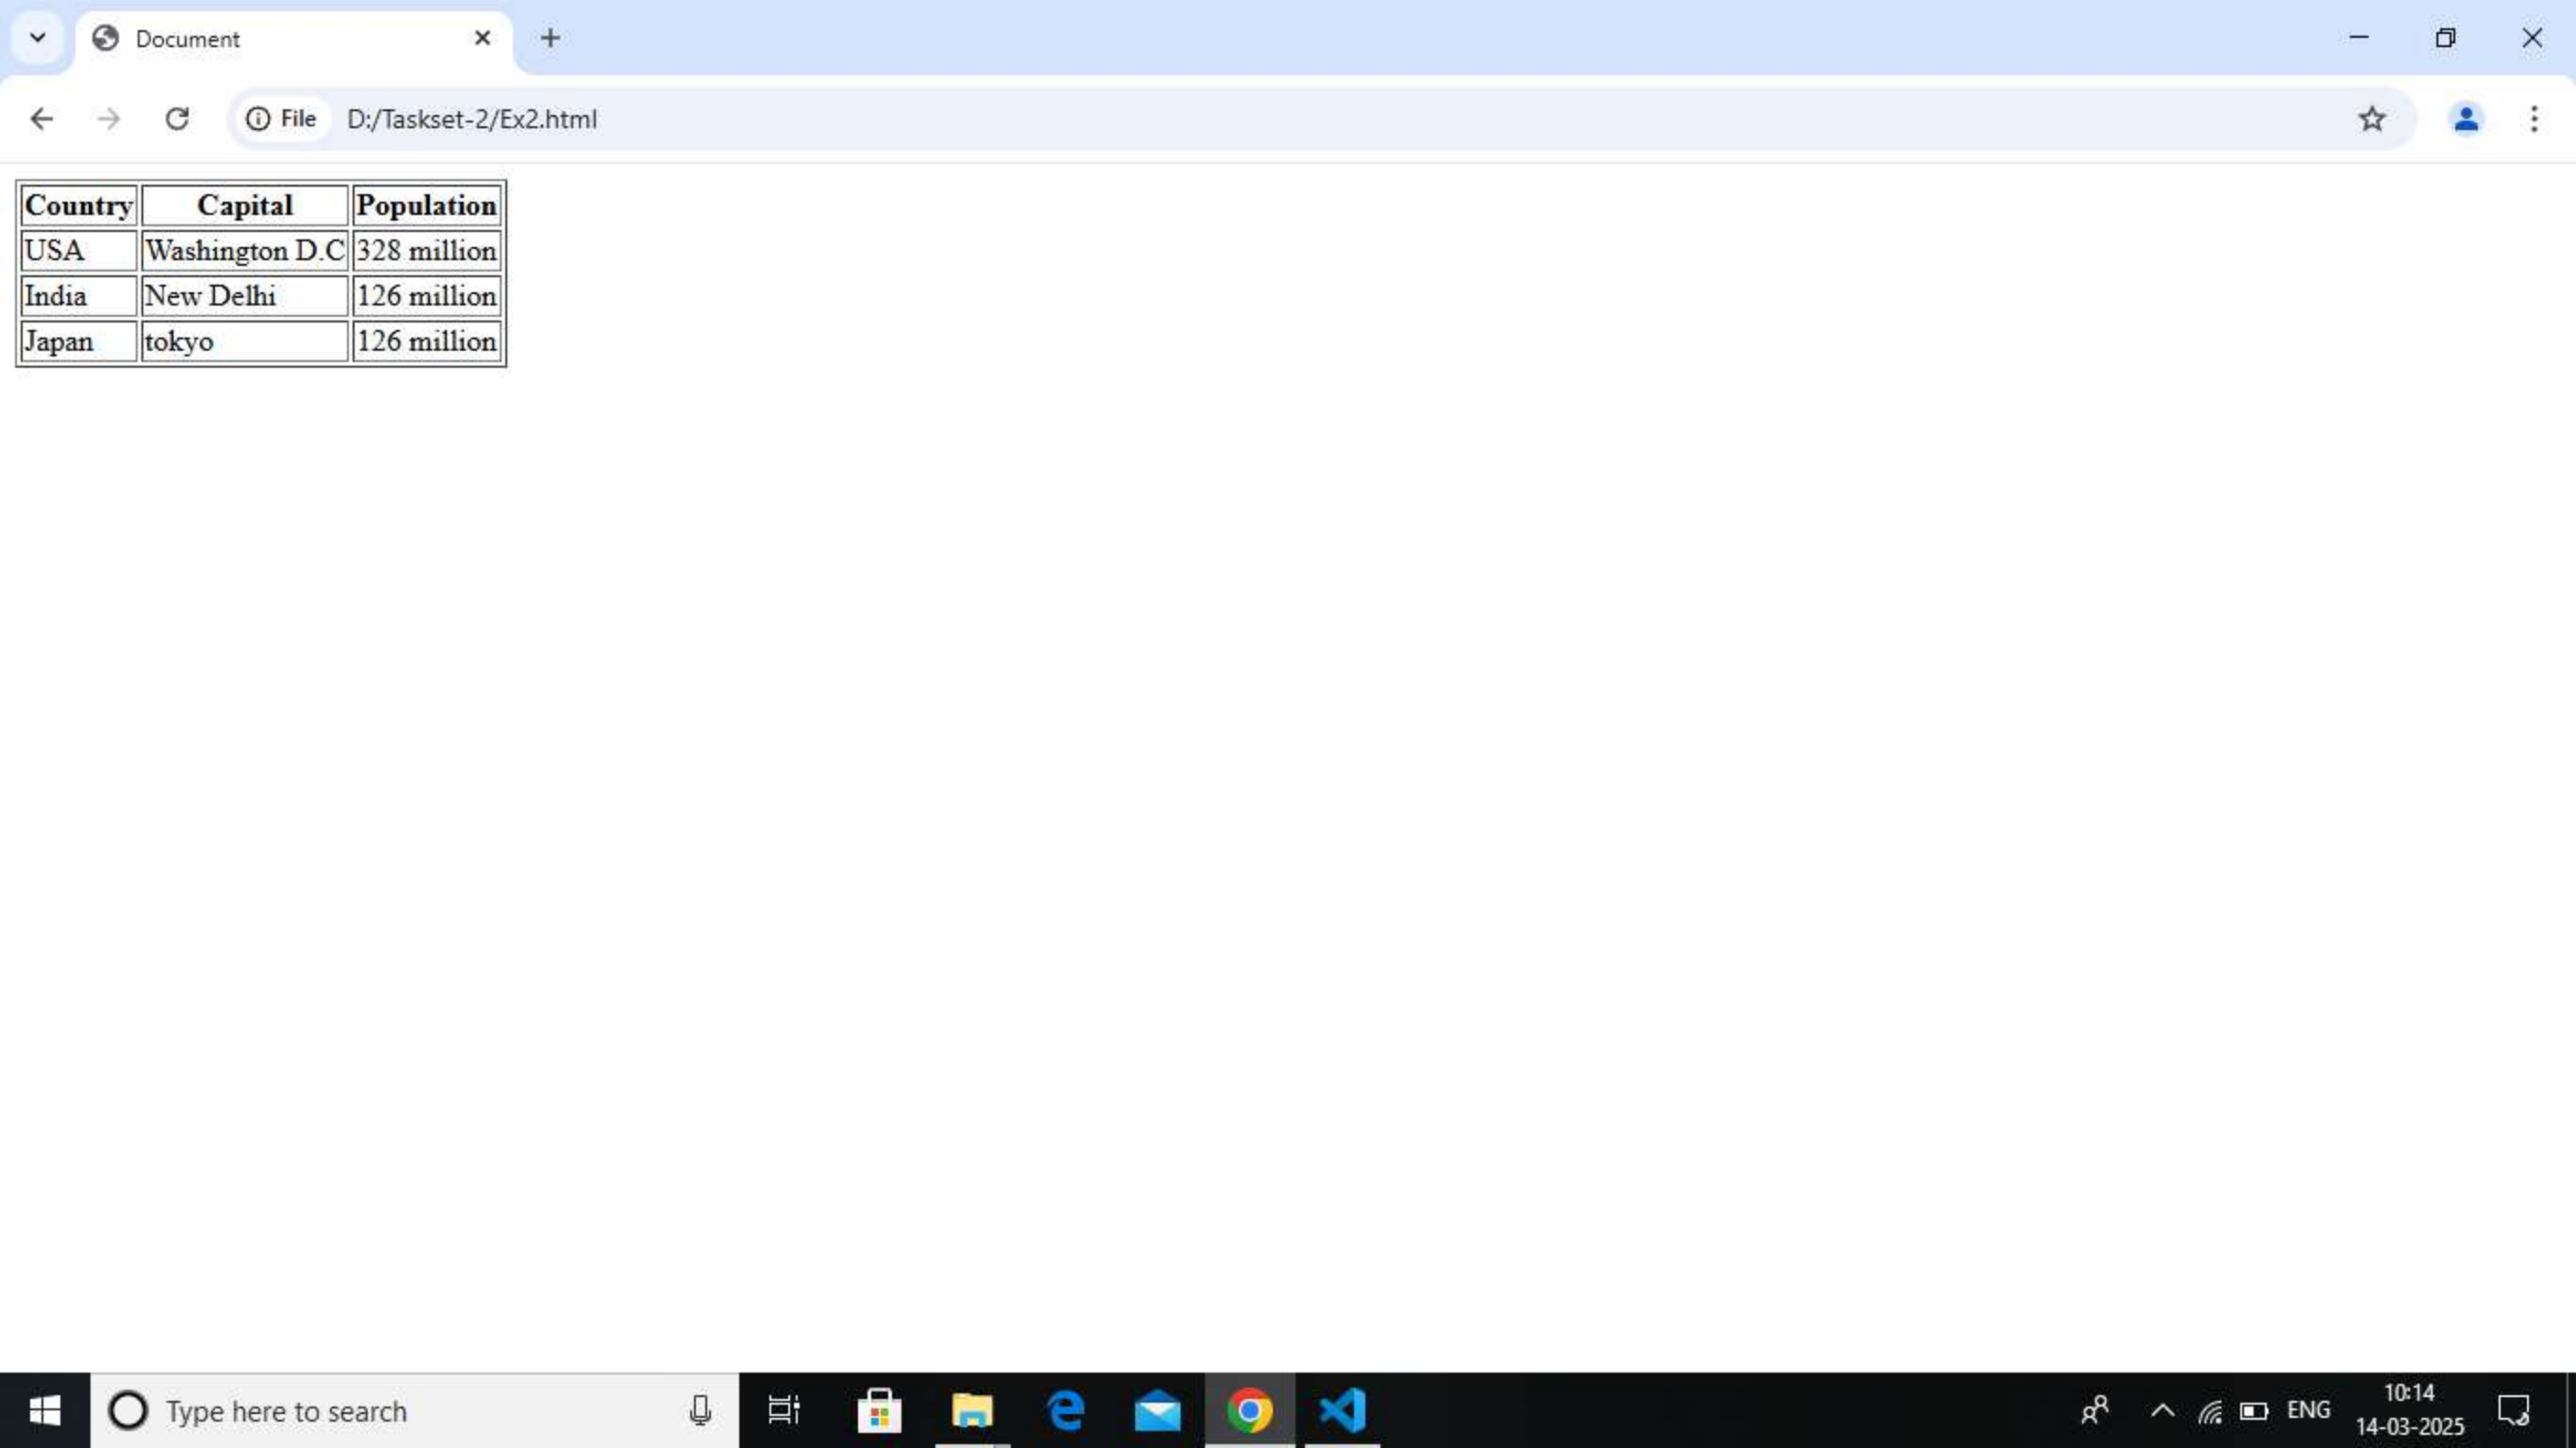 Document
File D:/Taskset-2/Ex2.html
Country Capital Population
USA Washington D.C 328 million
India New Delhi 126 million
Japan tokyo 126 million
Type here to search
ENG
10:14
14-03-2025